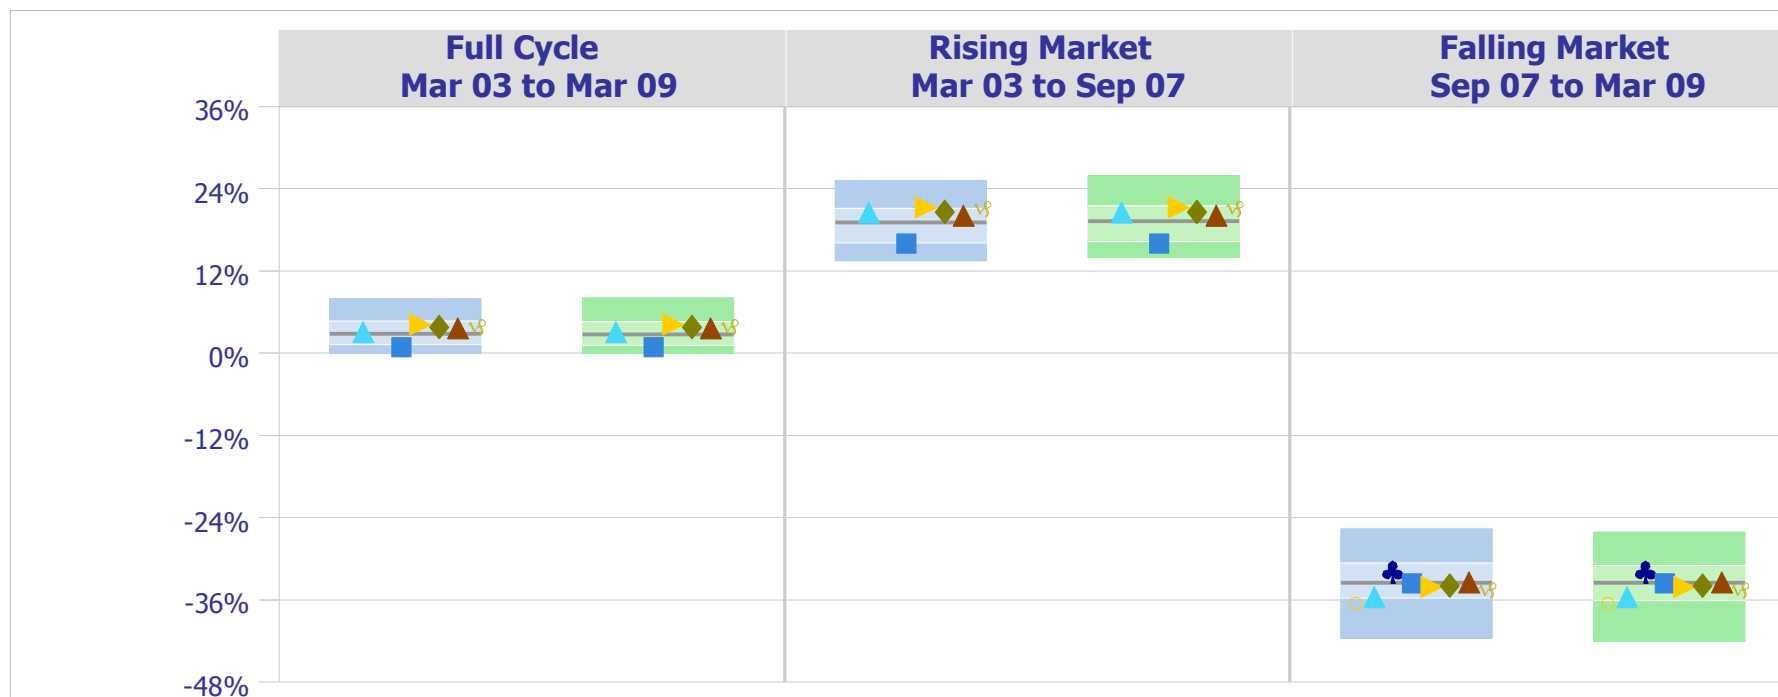 Full Cycle
Mar 03 to Mar 09
Rising Market
Mar 03 to Sep 07
Falling Market
Sep 07 to Mar 09
36%
24%
12%
0%
-12%
-24%
-36%
-48%